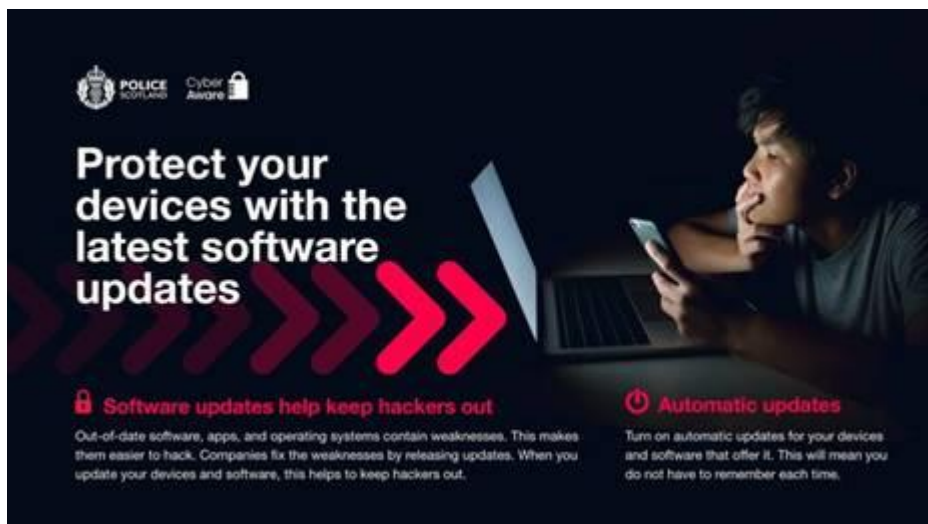 POLICE
SCOTLAND
Cyber
Aware
Protect your
devices with the
latest software
updates
Software updates help keep hackers out
Out-of-date software, apps, and operating systems contain weaknesses. This makes
them easier to hack. Companies fix the weaknesses by releasing updates. When you
update your devices and software, this helps to keep hackers out.
Automatic updates
Turn on automatic updates for your devices
and software that offer it. This will mean you
do not have to remember each time.